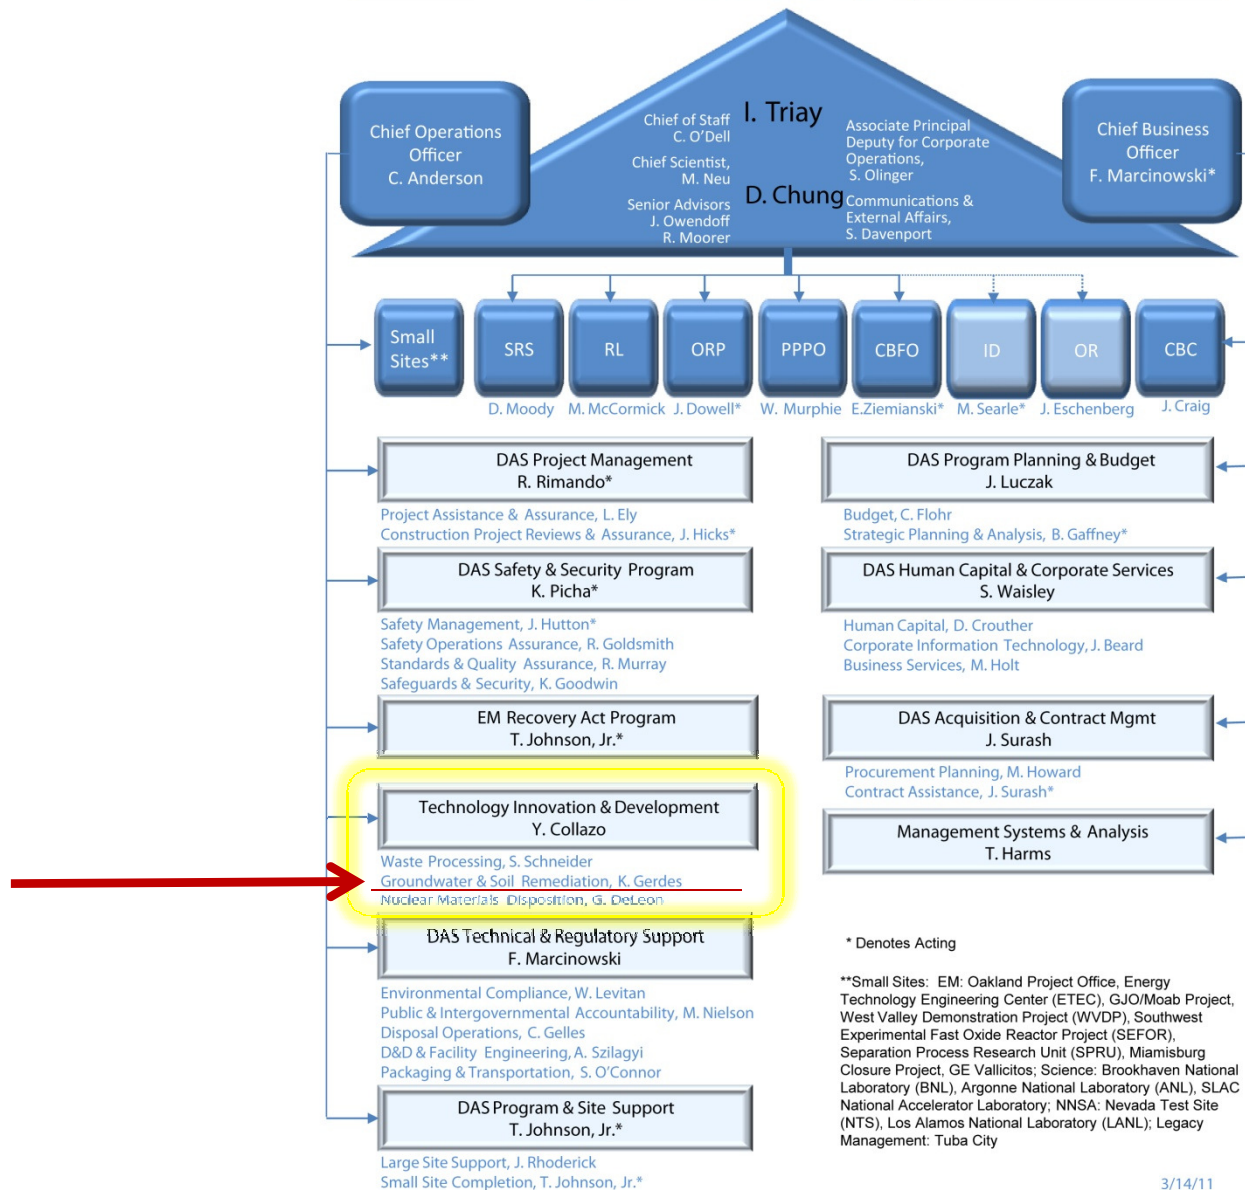 Chief Operations
Officer
C. Anderson
I. Triay
Chief of Staff
C. O'Dell
Chief Scientist,
M. Neu
Senior Advisors
J. Owendoff
R. Moorer
D. Chung
Associate Principal
Deputy for Corporate
Operations,
S. Olinger
Communications &
External Affairs,
S. Davenport
Chief Business
Officer
F. Marcinowski*
Small
Sites**
SRS
RL
ORP
PPPO
CBFO
ID
OR
CBC
D. Moody
M. McCormick
J. Dowell*
W. Murphie
E.Ziemianski*
M. Searle*
J. Eschenberg
J. Craig
DAS Project Management
R. Rimando*
Project Assistance & Assurance, L. Ely
Construction Project Reviews & Assurance, J. Hicks*
DAS Safety & Security Program
K. Picha*
Safety Management, J. Hutton*
Safety Operations Assurance, R. Goldsmith
Standards & Quality Assurance, R. Murray
Safeguards & Security, K. Goodwin
EM Recovery Act Program
T. Johnson, Jr.*
Technology Innovation & Development
Y. Collazo
Waste Processing, S. Schneider
Groundwater & Soil Remediation, K. Gerdes
Nuclear Materials Disposition, G. DeLeon
DAS Technical & Regulatory Support
F. Marcinowski
Environmental Compliance, W. Levitan
Public & Intergovernmental Accountability, M. Nielson
Disposal Operations, C. Gelles
D&D & Facility Engineering, A. Szilagyi
Packaging & Transportation, S. O'Connor
DAS Program & Site Support
T. Johnson, Jr.*
Large Site Support, J. Rhoderick
Small Site Completion, T. Johnson, Jr.*
DAS Program Planning & Budget
J. Luczak
Budget, C. Flohr
Strategic Planning & Analysis, B. Gaffney*
DAS Human Capital & Corporate Services
S. Waisley
Human Capital, D. Crouther
Corporate Information Technology, J. Beard
Business Services, M. Holt
DAS Acquisition & Contract Mgmt
J. Surash
Procurement Planning, M. Howard
Contract Assistance, J. Surash*
Management Systems & Analysis
T. Harms
* Denotes Acting
**Small Sites: EM: Oakland Project Office, Energy
Technology Engineering Center (ETEC), GJO/Moab Project,
West Valley Demonstration Project (WVDP), Southwest
Experimental Fast Oxide Reactor Project (SEFOR),
Separation Process Research Unit (SPRU), Miamisburg
Closure Project, GE Vallicitos; Science: Brookhaven National
Laboratory (BNL), Argonne National Laboratory (ANL), SLAC
National Accelerator Laboratory; NNSA: Nevada Test Site
(NTS), Los Alamos National Laboratory (LANL); Legacy
Management: Tuba City
3/14/11